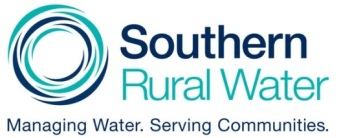 Southern
Rural Water
Managing Water. Serving Communities.